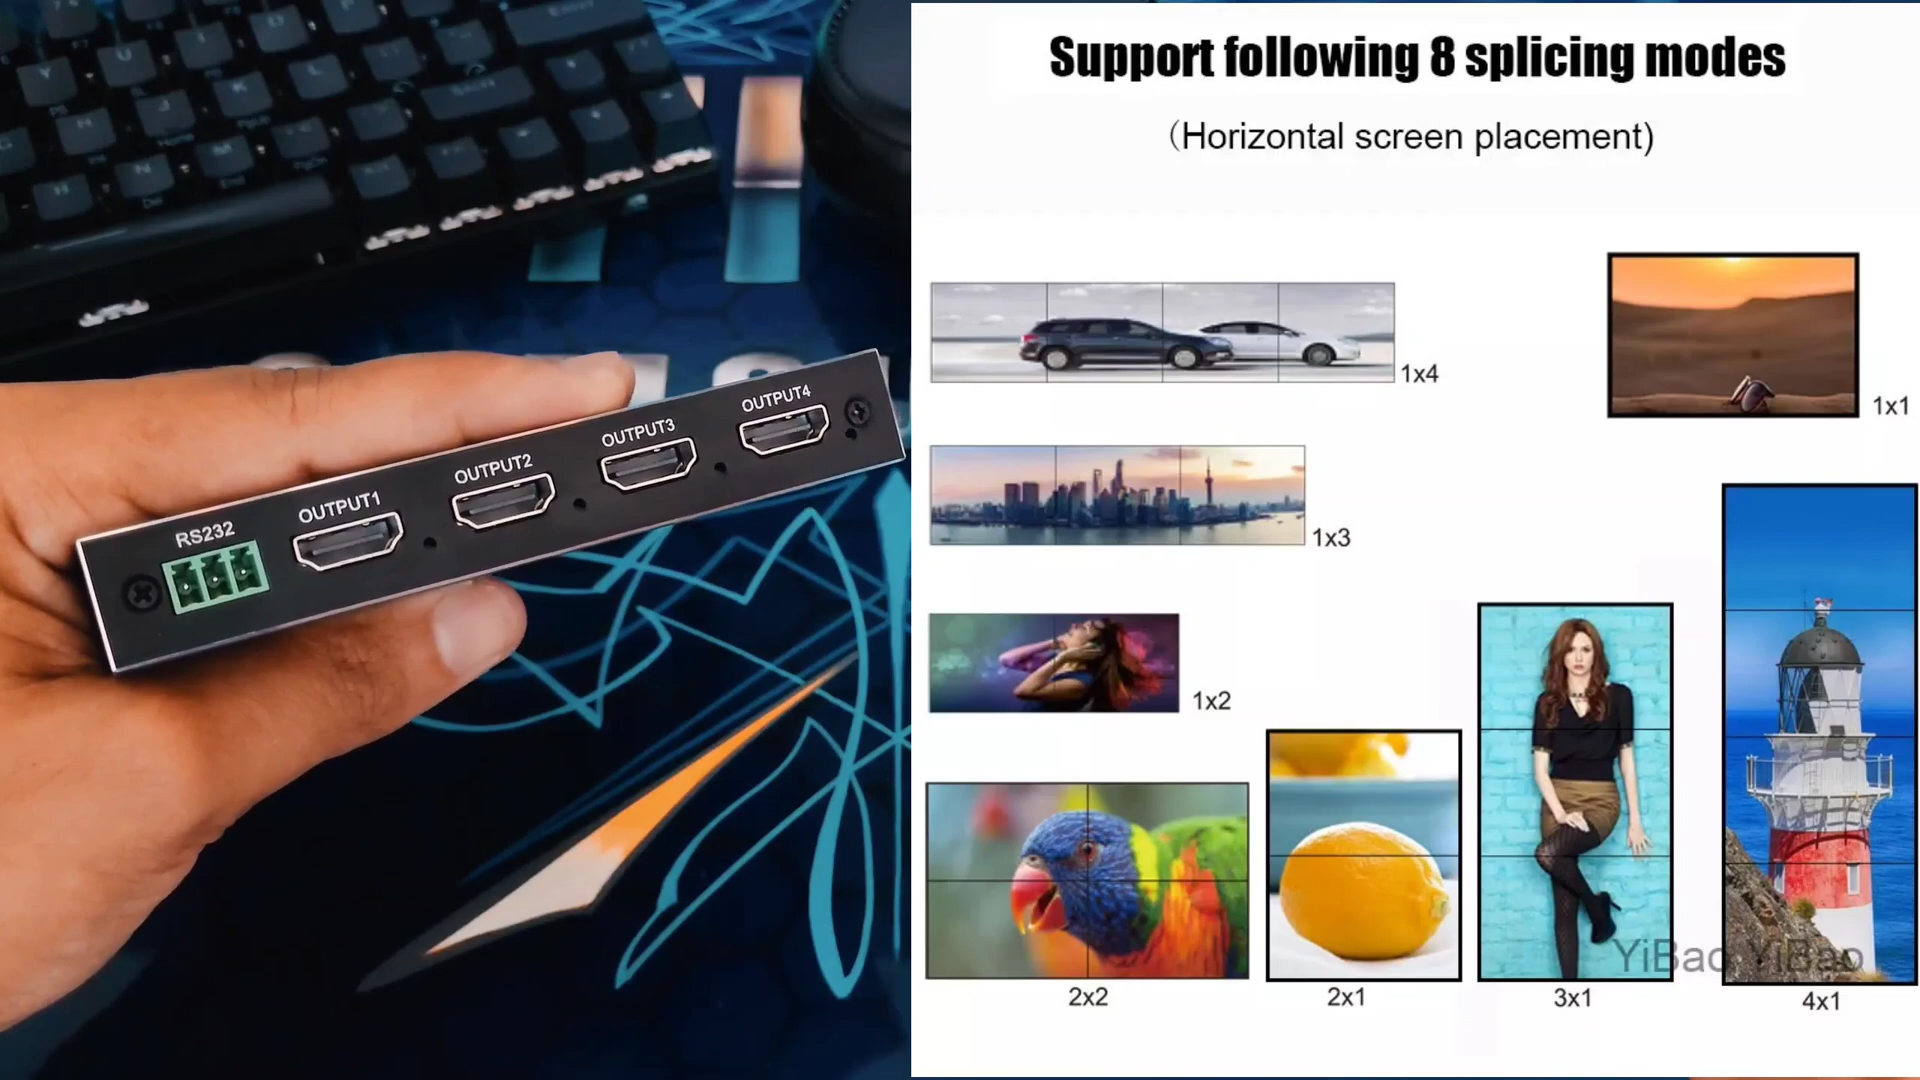 RS232
OUTPUT1
OUTPUT2
OUTPUT3
OUTPUT4
Support following 8 splicing modes
(Horizontal screen placement)
1x4
1x1
1x3
1x2
2x2
2x1
3x1
4x1
YiBao YiBao